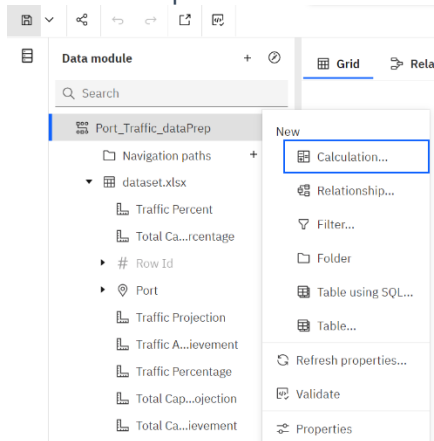 Data module
Grid
Rela
Search
Port_Traffic_dataPrep
Navigation paths
dataset.xlsx
Traffic Percent
Total Ca...rcentage
# Row Id
Port
Traffic Projection
Traffic A...ievement
Traffic Percentage
Total Cap...ojection
Total Ca...ievement
New
Calculation...
Relationship...
Filter...
Folder
Table using SQL...
Table...
Refresh properties...
Validate
Properties